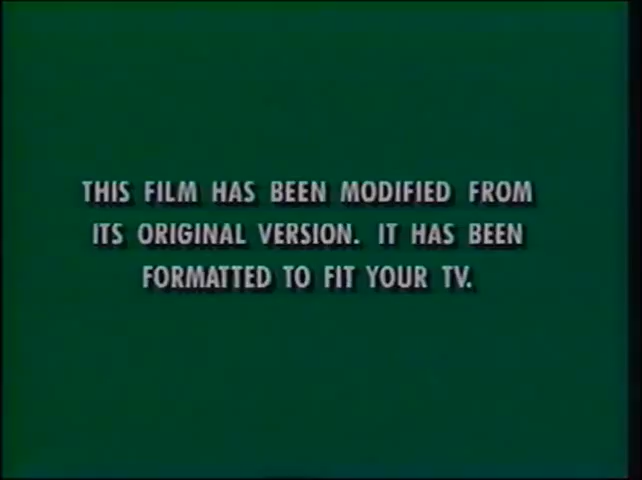 THIS FILM HAS BEEN MODIFIED FROM
ITS ORIGINAL VERSION. IT HAS BEEN
FORMATTED TO FIT YOUR TV.